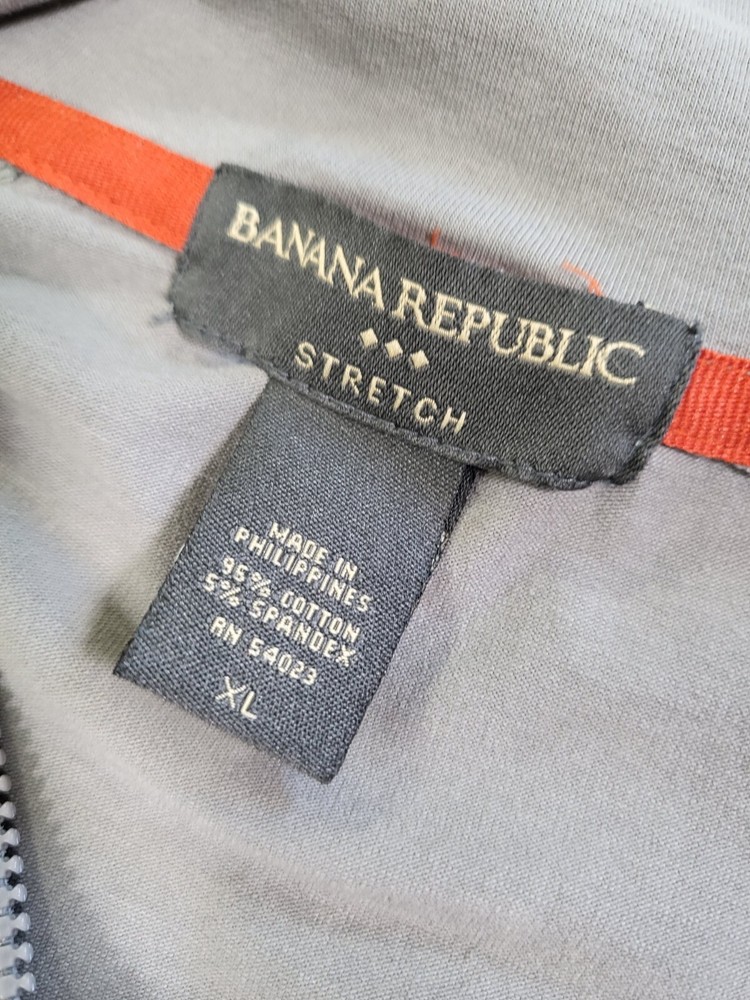 BANANA REPUBLIC
STRETCH
MADE IN
PHILIPPINES
95% COTTON
5% SPANDEX
RN 54023
XL